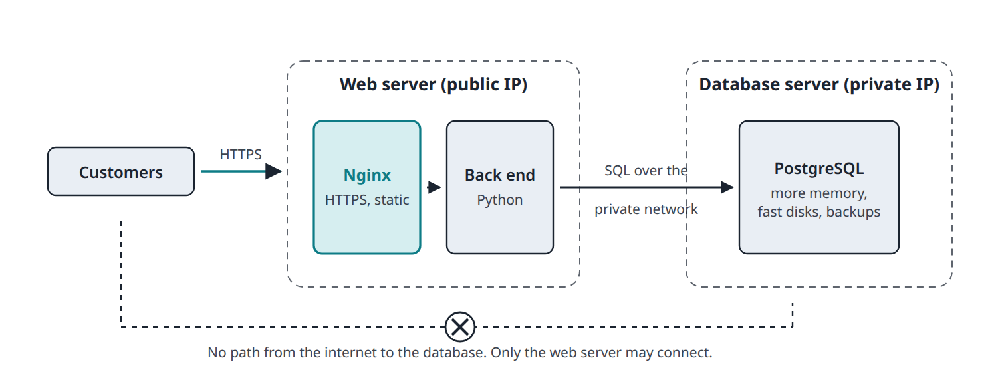 Web server (public IP)
Database server (private IP)
Customers
HTTPS
Nginx
HTTPS, static
Back end
Python
SQL over the
private network
PostgreSQL
more memory,
fast disks, backups
No path from the internet to the database. Only the web server may connect.